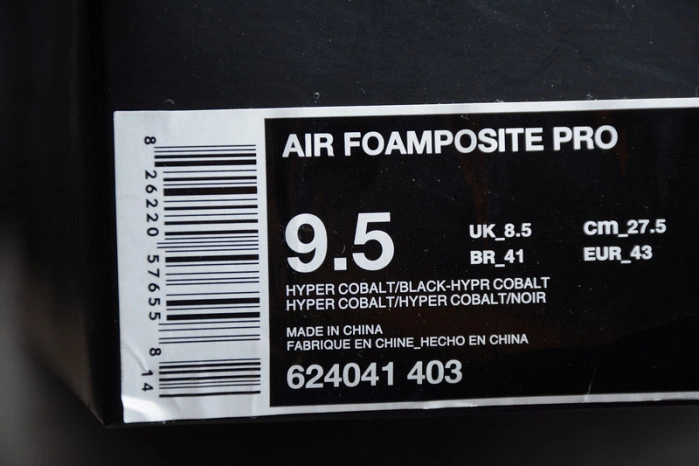 AIR FOAMPOSITE PRO
9.5
UK_8.5 cm_27.5
BR_41 EUR_43
HYPER COBALT/BLACK-HYPR COBALT
HYPER COBALT/HYPER COBALT/NOIR
MADE IN CHINA
FABRIQUE EN CHINE_HECHO EN CHINA
624041 403
8 26220 57655 8 14